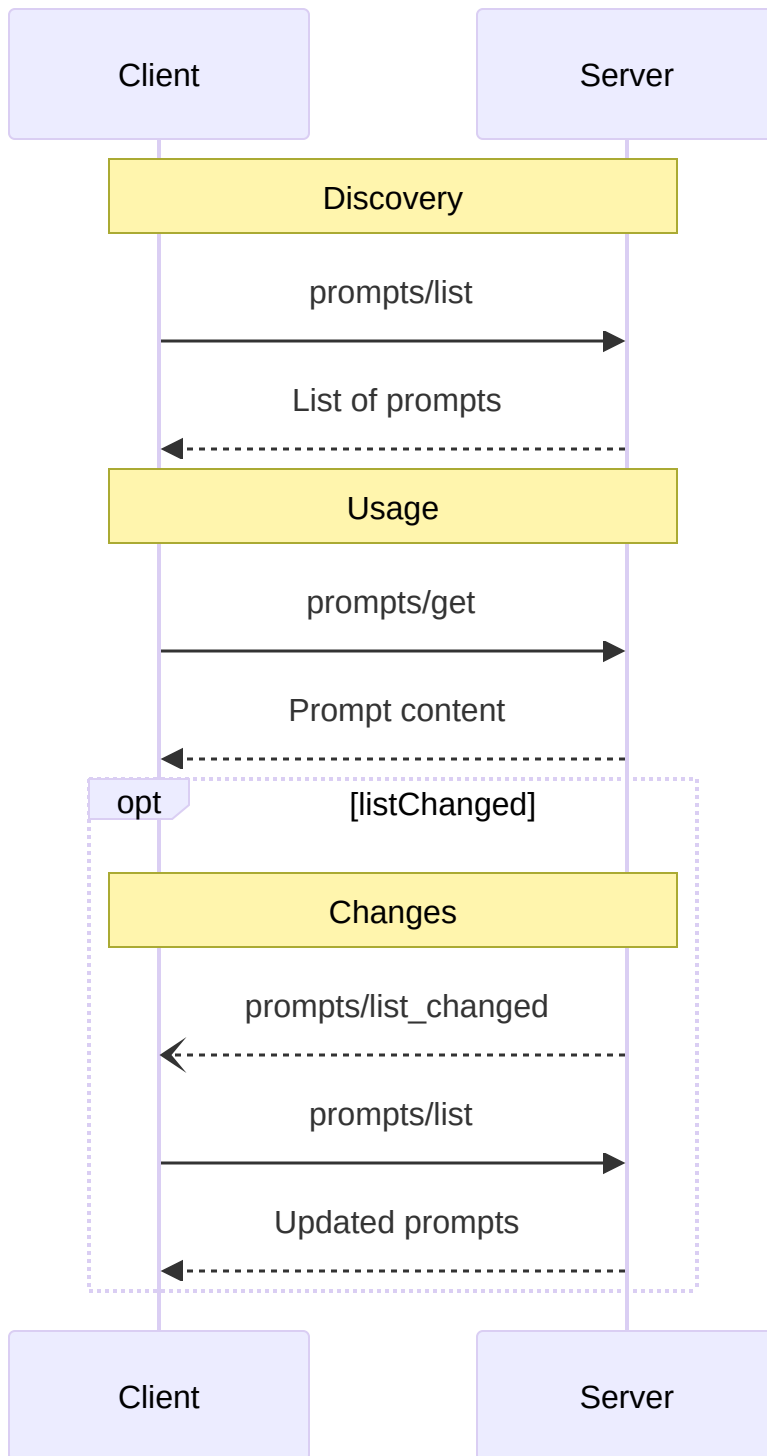 Client
Server
Discovery
prompts/list
List of prompts
Usage
prompts/get
Prompt content
opt
[listChanged]
Changes
prompts/list_changed
prompts/list
Updated prompts
Client
Server